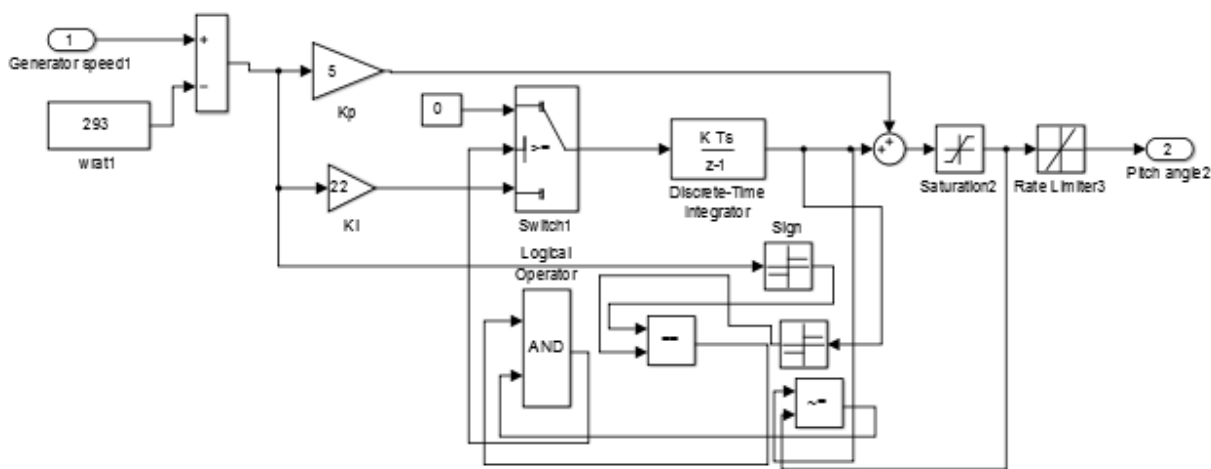 1
Generator speed1
+
−
293
wrat1
5
Kp
22
Ki
0
>=
Switch1
K Ts
z-1
Discrete-Time
Integrator
+
+
Saturation2
Rate Limiter3
2
Pitch angle2
Sign
Logical
Operator
AND
==
~=